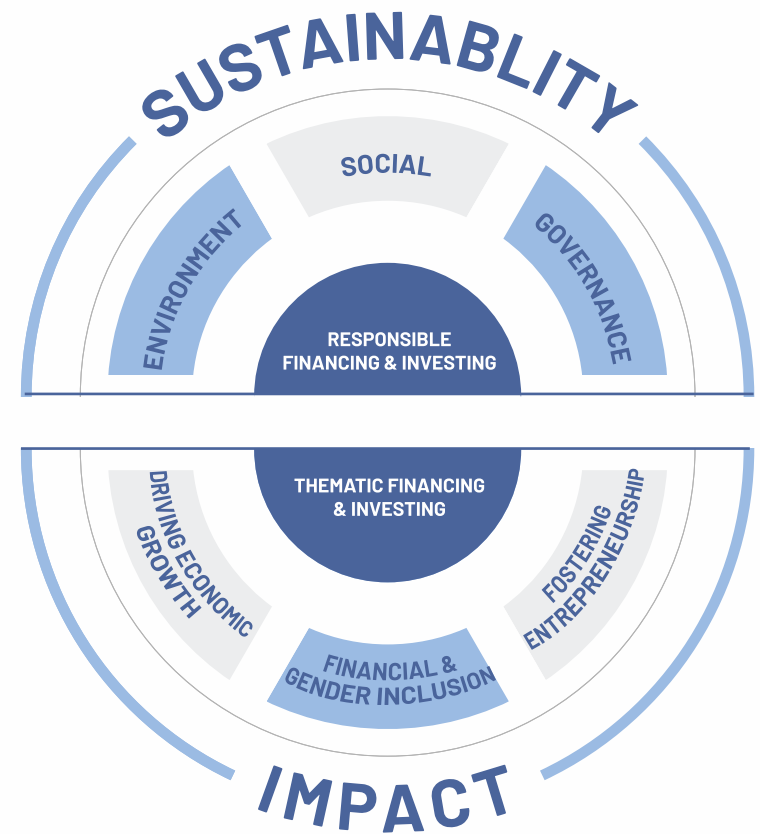 SUSTAINABLITY
SOCIAL
ENVIRONMENT
GOVERNANCE
RESPONSIBLE
FINANCING & INVESTING
THEMATIC FINANCING
& INVESTING
DRIVING ECONOMIC
GROWTH
FOSTERING
ENTREPRENEURSHIP
FINANCIAL &
GENDER INCLUSION
IMPACT